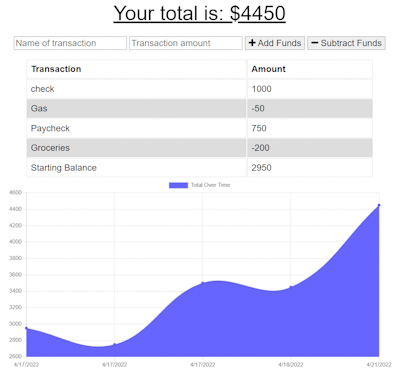 Your total is: $4450
Name of transaction Transaction amount + Add Funds − Subtract Funds
Transaction Amount
check 1000
Gas -50
Paycheck 750
Groceries -200
Starting Balance 2950
Total Over Time
4600
4400
4200
4000
3800
3600
3400
3200
3000
2800
2600
4/17/2022 4/17/2022 4/17/2022 4/18/2022 4/21/2022